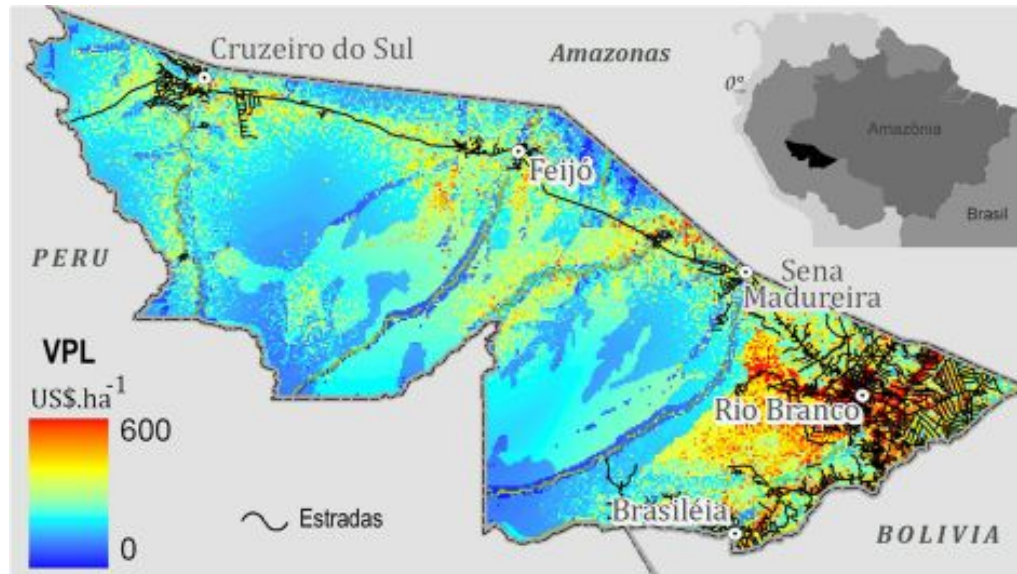 Cruzeiro do Sul
Amazonas
0º
Amazônia
Brasil
Feijó
PERU
Sena
Madureira
VPL
US$.ha⁻¹
600
0
Estradas
Rio Branco
Brasiléia
BOLIVIA